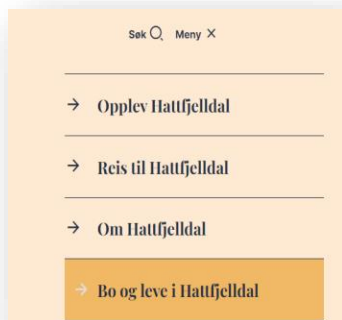 Søk Meny
Opplev Hattfjelldal
Reis til Hattfjelldal
Om Hattfjelldal
Bo og leve i Hattfjelldal